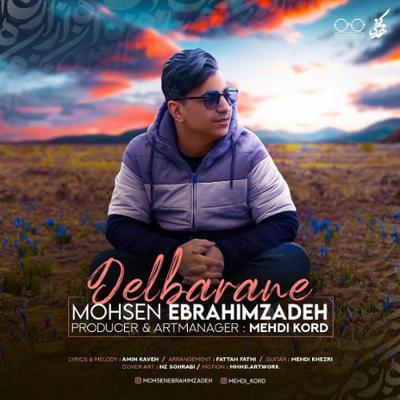 Delbarane
MOHSEN EBRAHIMZADEH
PRODUCER & ARTMANAGER : MEHDI KORD
LYRICS & MELODY : AMIN KAVEH / ARRANGEMENT : FATTAH FATHI / GUITAR : MEHDI KHEZRI
COVER ART : NZ SOHRABI / MOTION : MHHD.ARTWORK
MOHSENEBRAHIMZADEH MEHDI_KORD